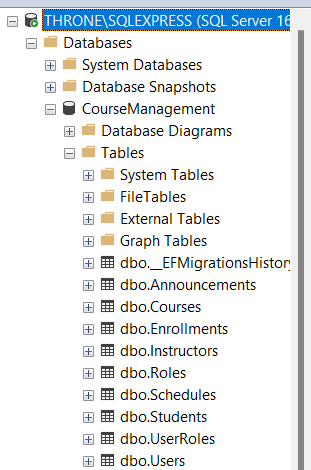 THRONE\SQLEXPRESS (SQL Server 16
Databases
System Databases
Database Snapshots
CourseManagement
Database Diagrams
Tables
System Tables
FileTables
External Tables
Graph Tables
dbo.__EFMigrationsHistory
dbo.Announcements
dbo.Courses
dbo.Enrollments
dbo.Instructors
dbo.Roles
dbo.Schedules
dbo.Students
dbo.UserRoles
dbo.Users